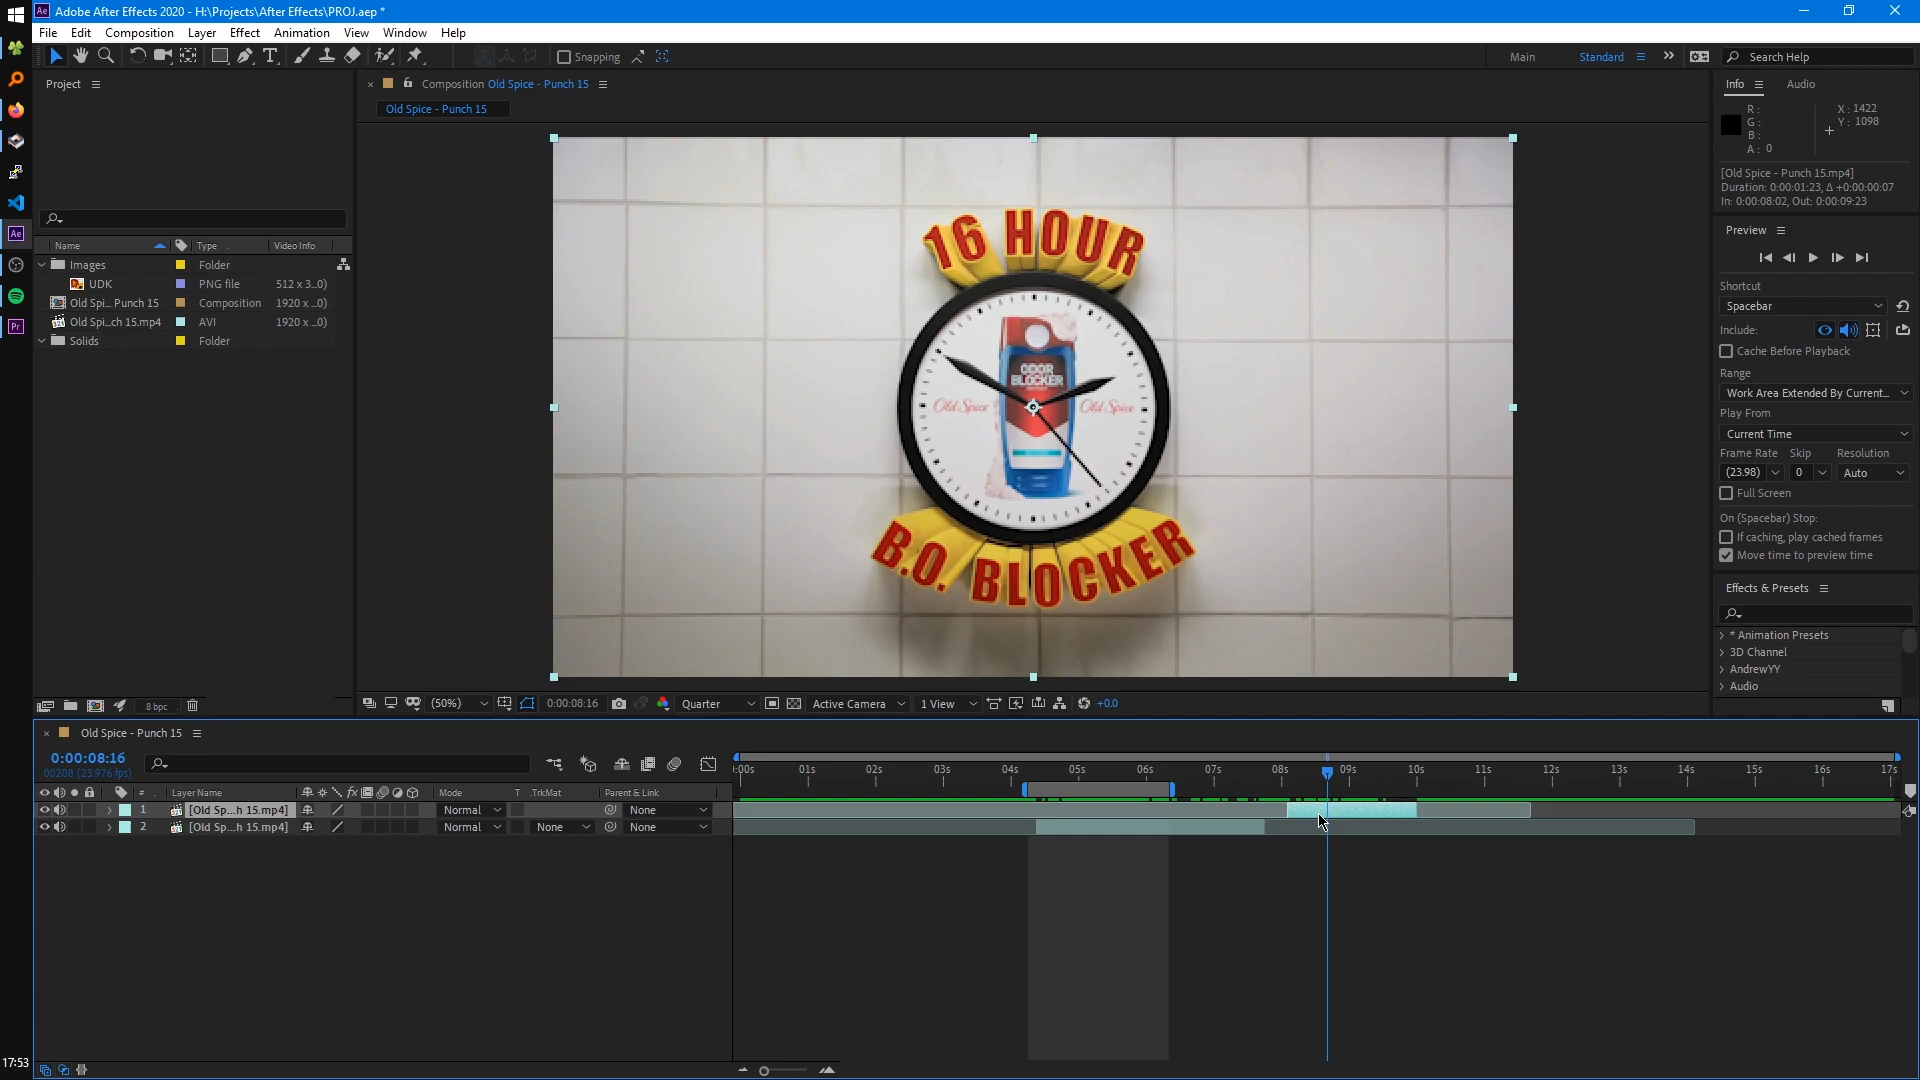 Adobe After Effects 2020 - H:\Projects\After Effects\PROJ.aep *
File Edit Composition Layer Effect Animation View Window Help
Snapping
Main Standard Search Help
Project
Name Type Video Info
Images Folder
UDK PNG file 512 x 3...0)
Old Spi... Punch 15 Composition 1920 x ...0)
Old Spi...ch 15.mp4 AVI 1920 x ...0)
Solids Folder
8 bpc
Composition Old Spice - Punch 15
Old Spice - Punch 15
16 HOUR
ODOR
BLOCKER
Old Spice Old Spice
B.O. BLOCKER
(50%) 0:00:08:16 Quarter Active Camera 1 View +0.0
Info Audio
R: X: 1422
G: Y: 1098
B:
A: 0
[Old Spice - Punch 15.mp4]
Duration: 0:00:01:23, Δ +0:00:00:07
In: 0:00:08:02, Out: 0:00:09:23
Preview
Shortcut
Spacebar
Include:
Cache Before Playback
Range
Work Area Extended By Current...
Play From
Current Time
Frame Rate Skip Resolution
(23.98) 0 Auto
Full Screen
On (Spacebar) Stop:
If caching, play cached frames
Move time to preview time
Effects & Presets
* Animation Presets
3D Channel
AndrewYY
Audio
Old Spice - Punch 15
0:00:08:16
00208 (23.976 fps)
# Layer Name Mode T .TrkMat Parent & Link
1 [Old Sp...h 15.mp4] Normal None
2 [Old Sp...h 15.mp4] Normal None None
):00s 01s 02s 03s 04s 05s 06s 07s 08s 09s 10s 11s 12s 13s 14s 15s 16s 17s
17:53